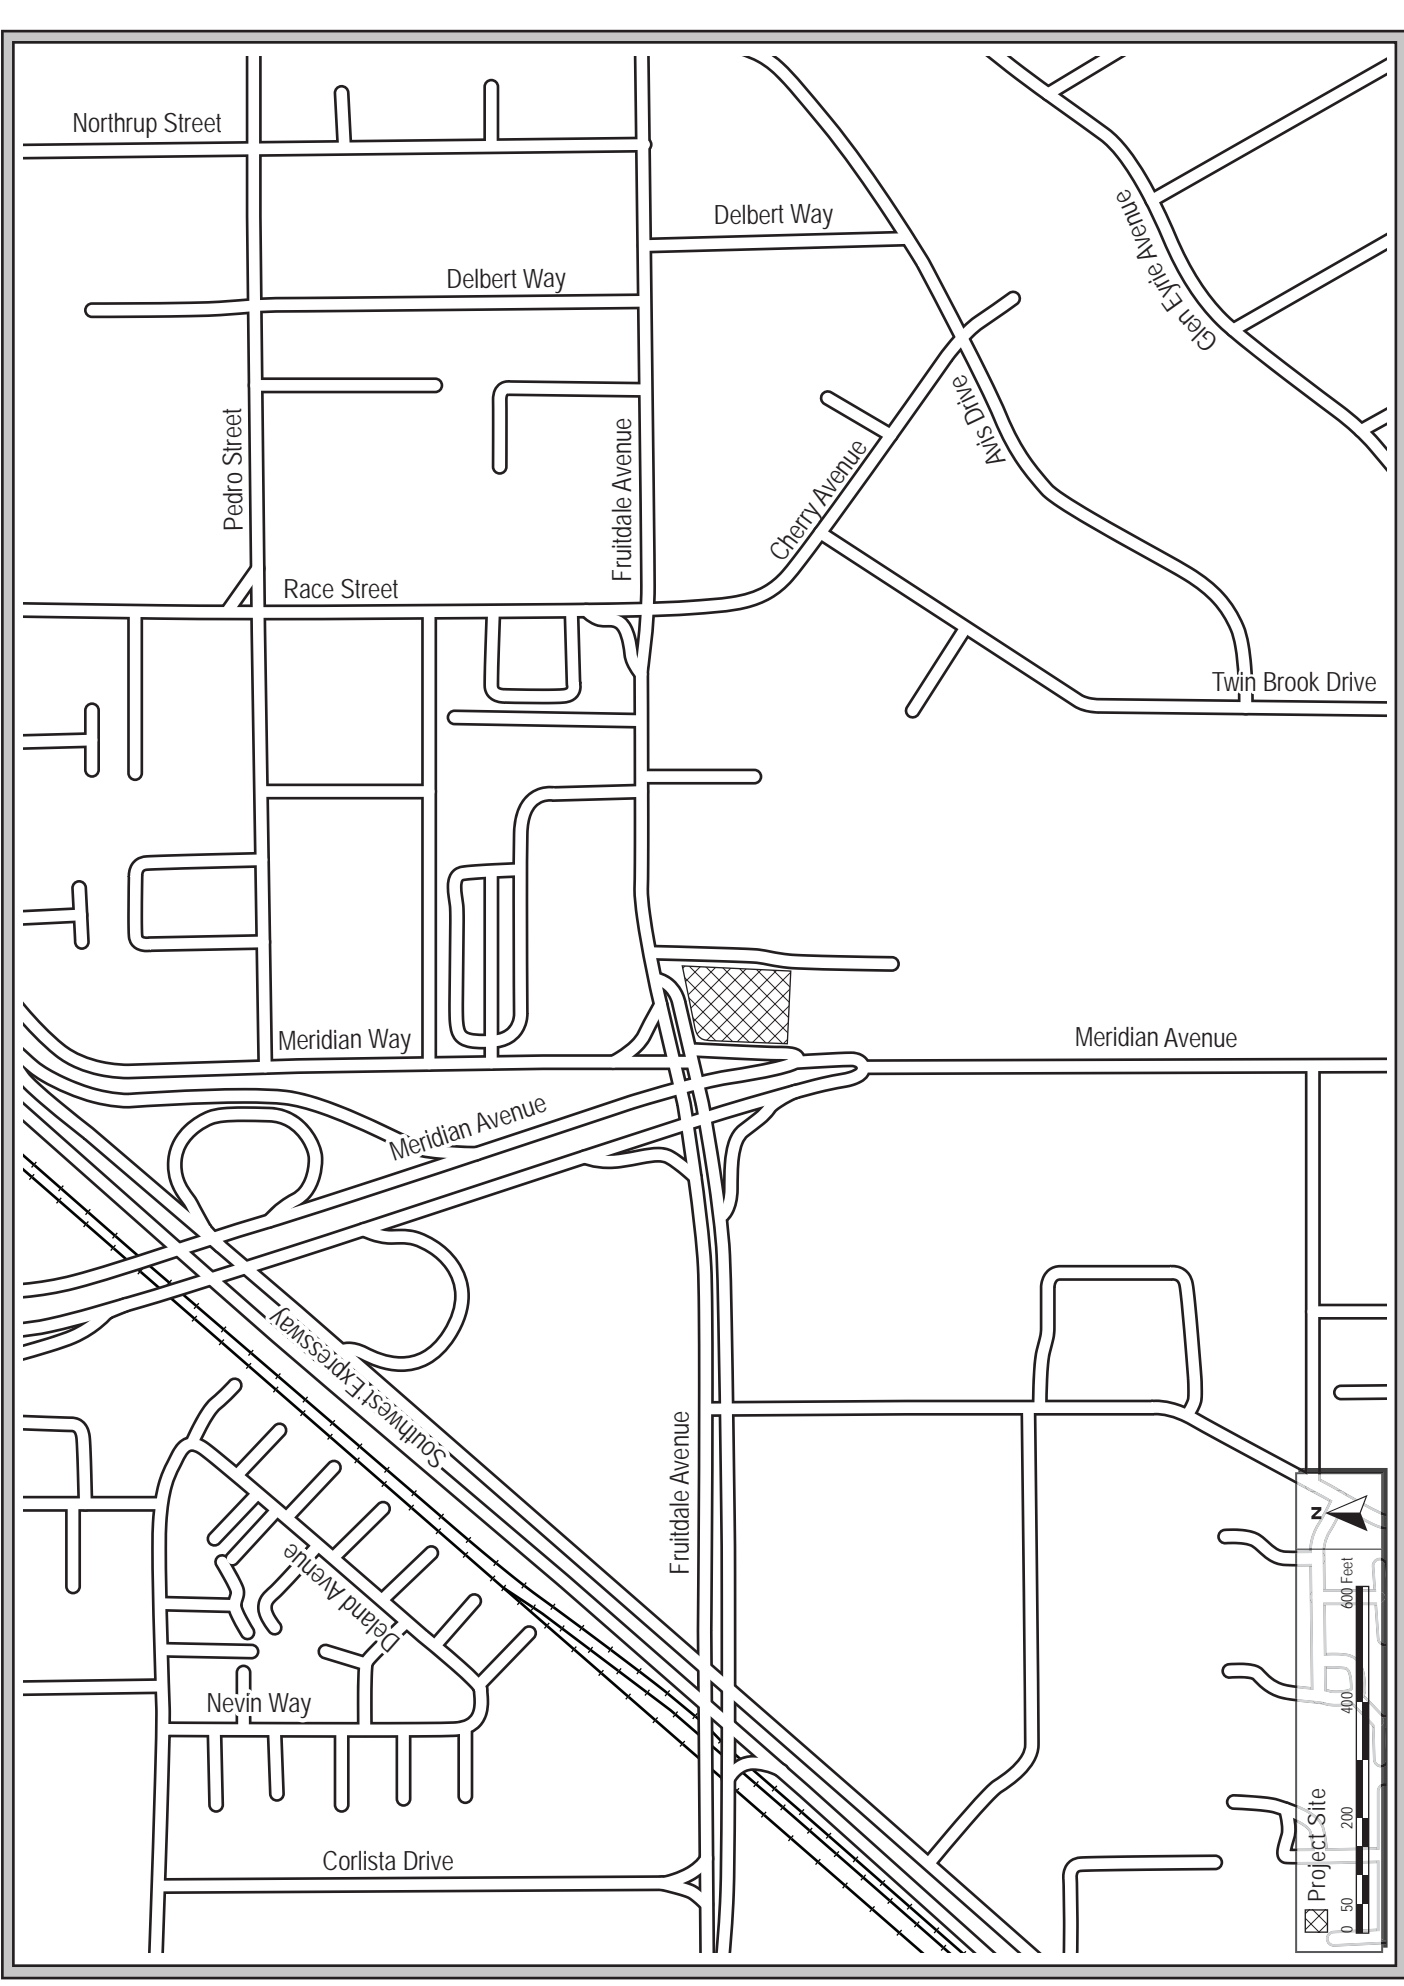 Northrup Street
Delbert Way
Delbert Way
Glen Eyrie Avenue
Pedro Street
Fruitdale Avenue
Cherry Avenue
Avis Drive
Race Street
Twin Brook Drive
Meridian Way
Meridian Avenue
Meridian Avenue
Southwest Expressway
Fruitdale Avenue
Deland Avenue
Nevin Way
Corlista Drive
N
Project Site
0 50 200 400 600 Feet